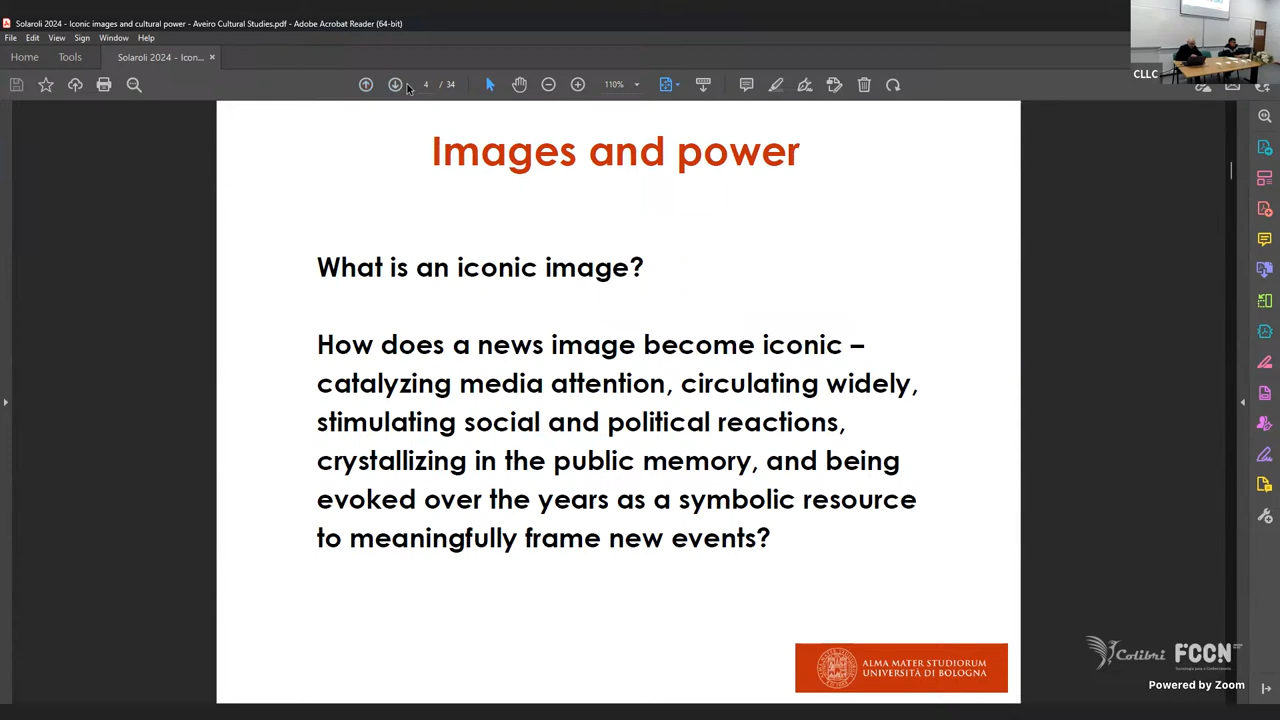 Solaroli 2024 - Iconic images and cultural power - Aveiro Cultural Studies.pdf - Adobe Acrobat Reader (64-bit)
File Edit View Sign Window Help
Home Tools Solaroli 2024 - Icon... ×
4 / 34 110%
CLLC
Images and power
What is an iconic image?
How does a news image become iconic –
catalyzing media attention, circulating widely,
stimulating social and political reactions,
crystallizing in the public memory, and being
evoked over the years as a symbolic resource
to meaningfully frame new events?
ALMA MATER STUDIORUM
UNIVERSITÀ DI BOLOGNA
Colibri FCCN
Powered by Zoom